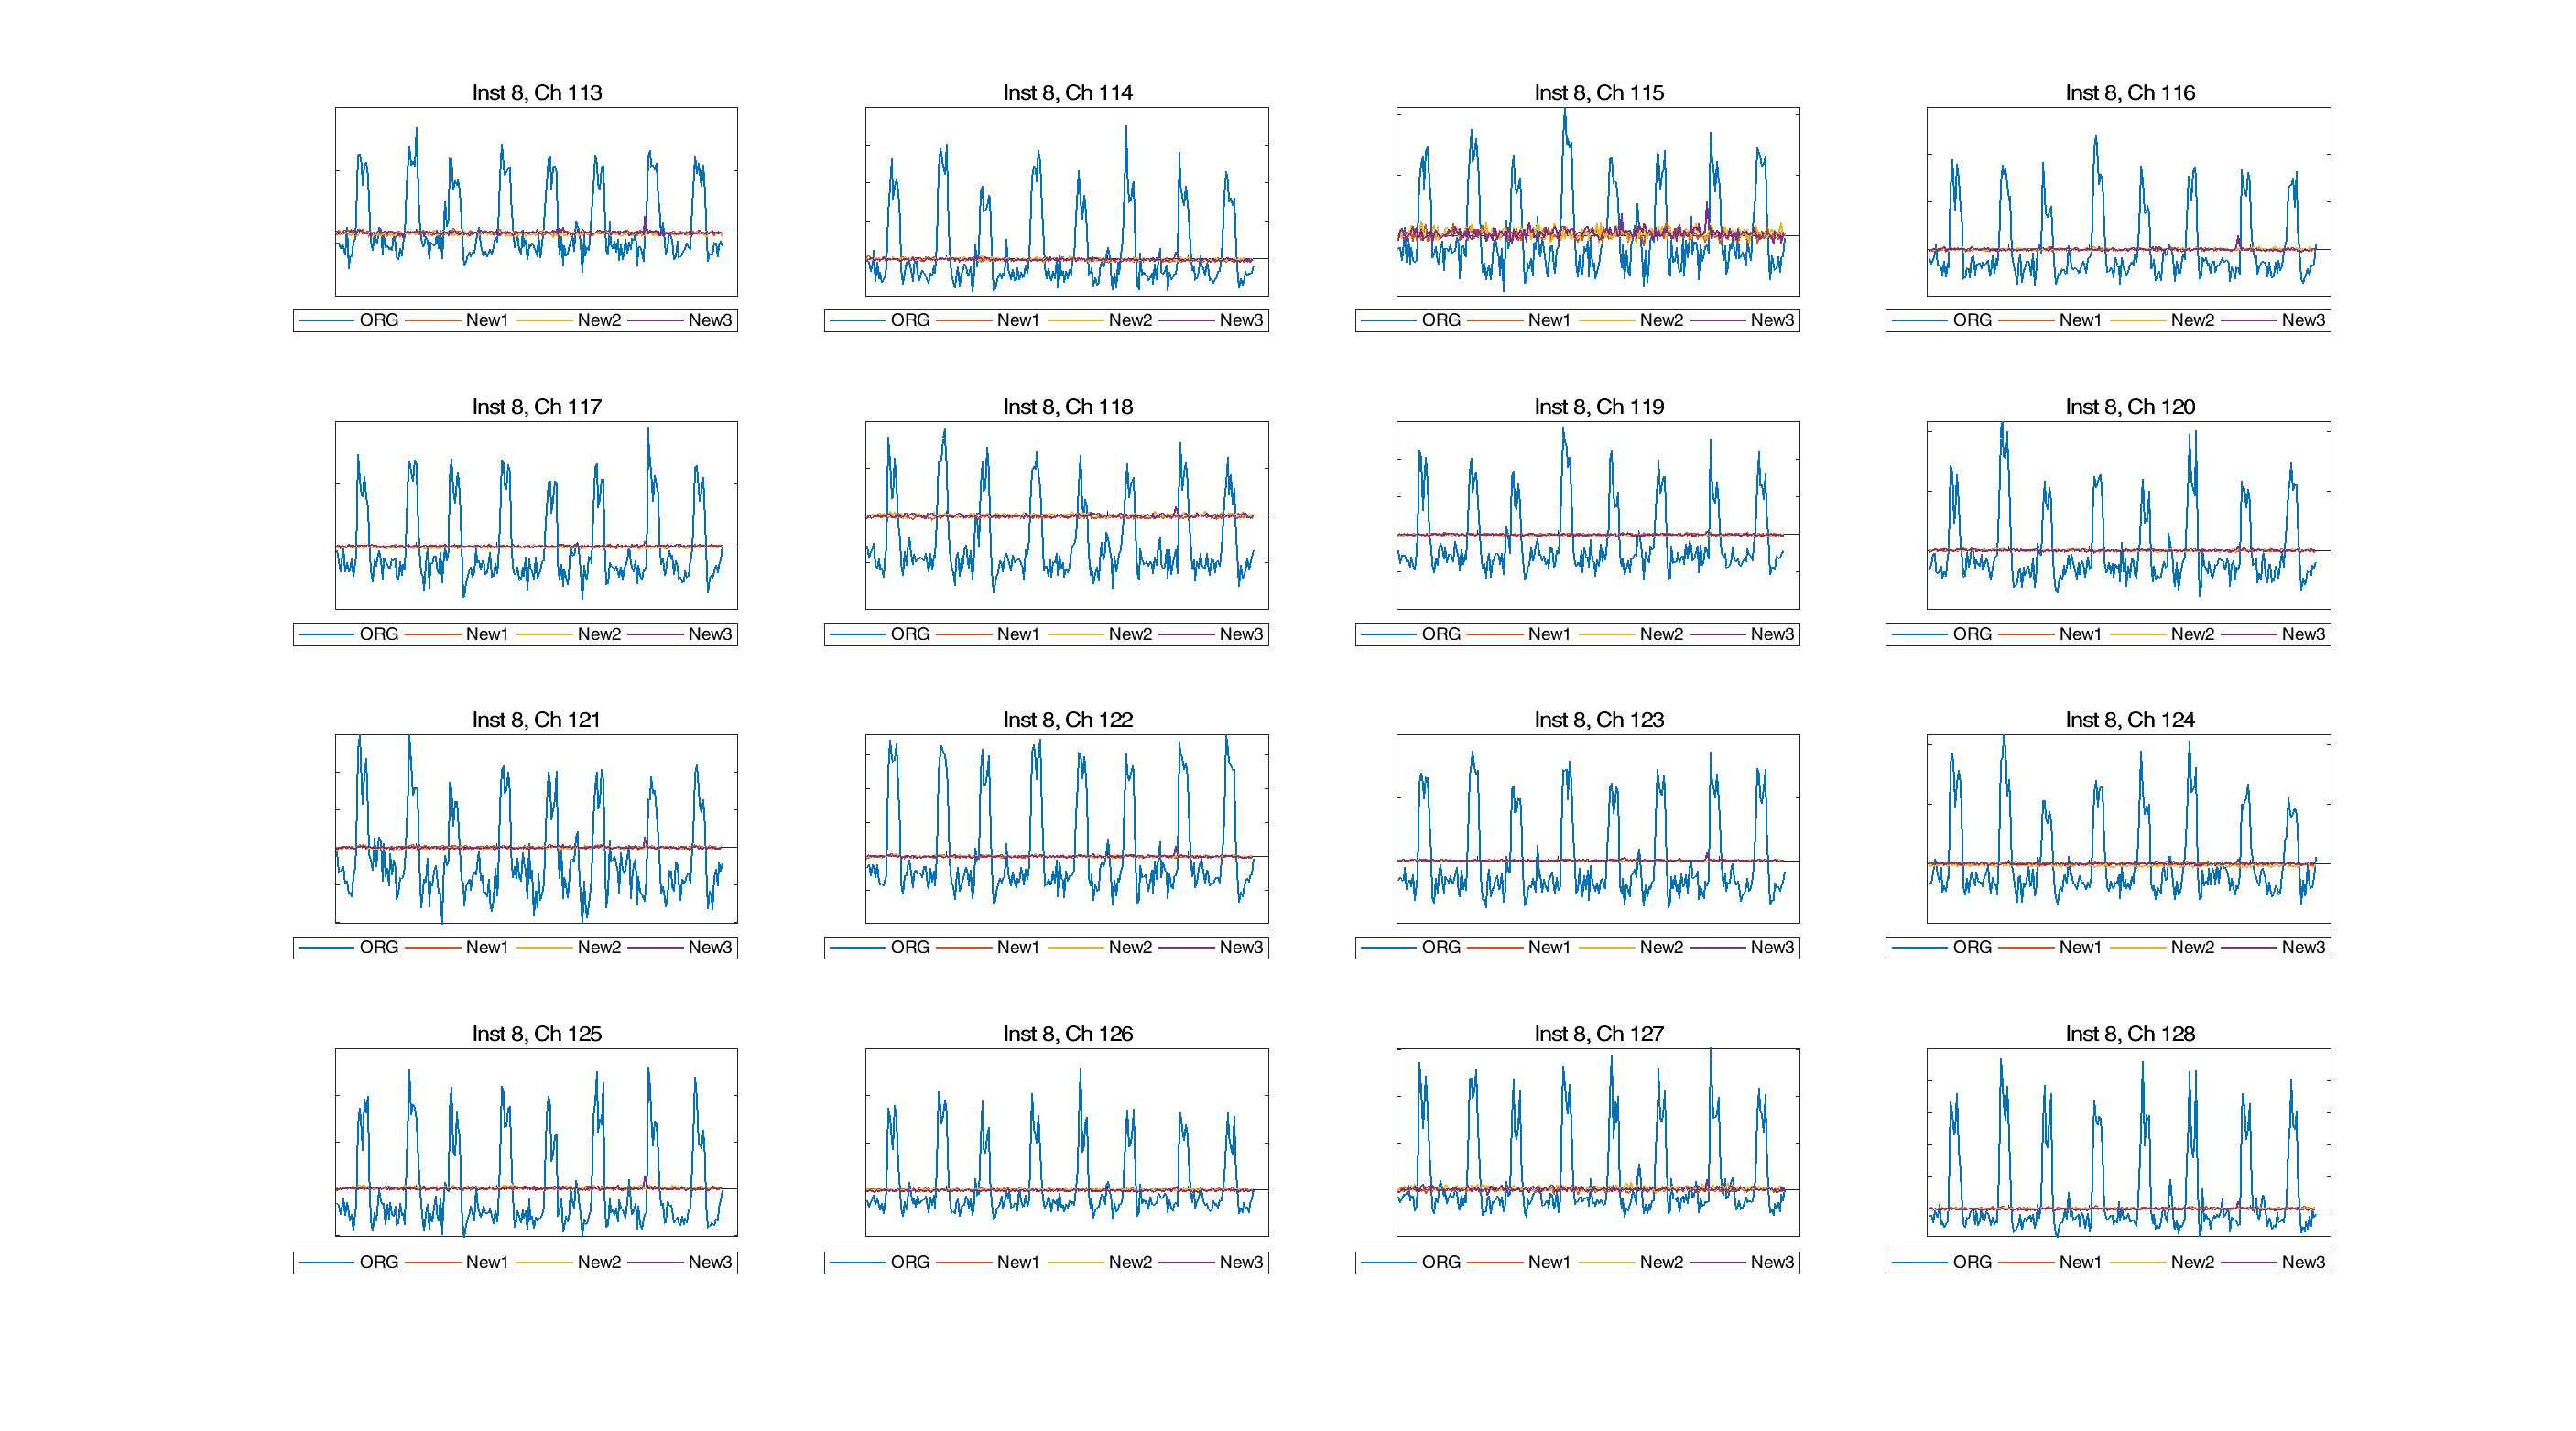 Inst 8, Ch 113
Inst 8, Ch 114
Inst 8, Ch 115
Inst 8, Ch 116
ORG New1 New2 New3
ORG New1 New2 New3
ORG New1 New2 New3
ORG New1 New2 New3
Inst 8, Ch 117
Inst 8, Ch 118
Inst 8, Ch 119
Inst 8, Ch 120
ORG New1 New2 New3
ORG New1 New2 New3
ORG New1 New2 New3
ORG New1 New2 New3
Inst 8, Ch 121
Inst 8, Ch 122
Inst 8, Ch 123
Inst 8, Ch 124
ORG New1 New2 New3
ORG New1 New2 New3
ORG New1 New2 New3
ORG New1 New2 New3
Inst 8, Ch 125
Inst 8, Ch 126
Inst 8, Ch 127
Inst 8, Ch 128
ORG New1 New2 New3
ORG New1 New2 New3
ORG New1 New2 New3
ORG New1 New2 New3